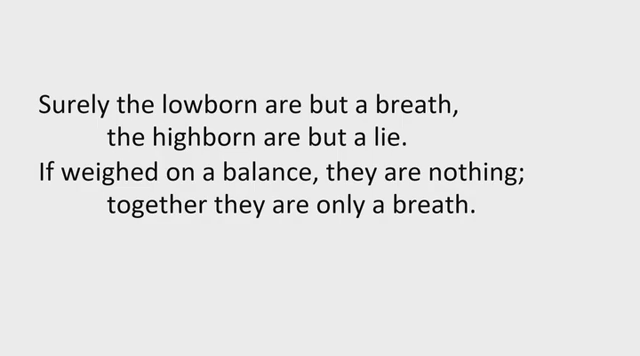 Surely the lowborn are but a breath,
the highborn are but a lie.
If weighed on a balance, they are nothing;
together they are only a breath.